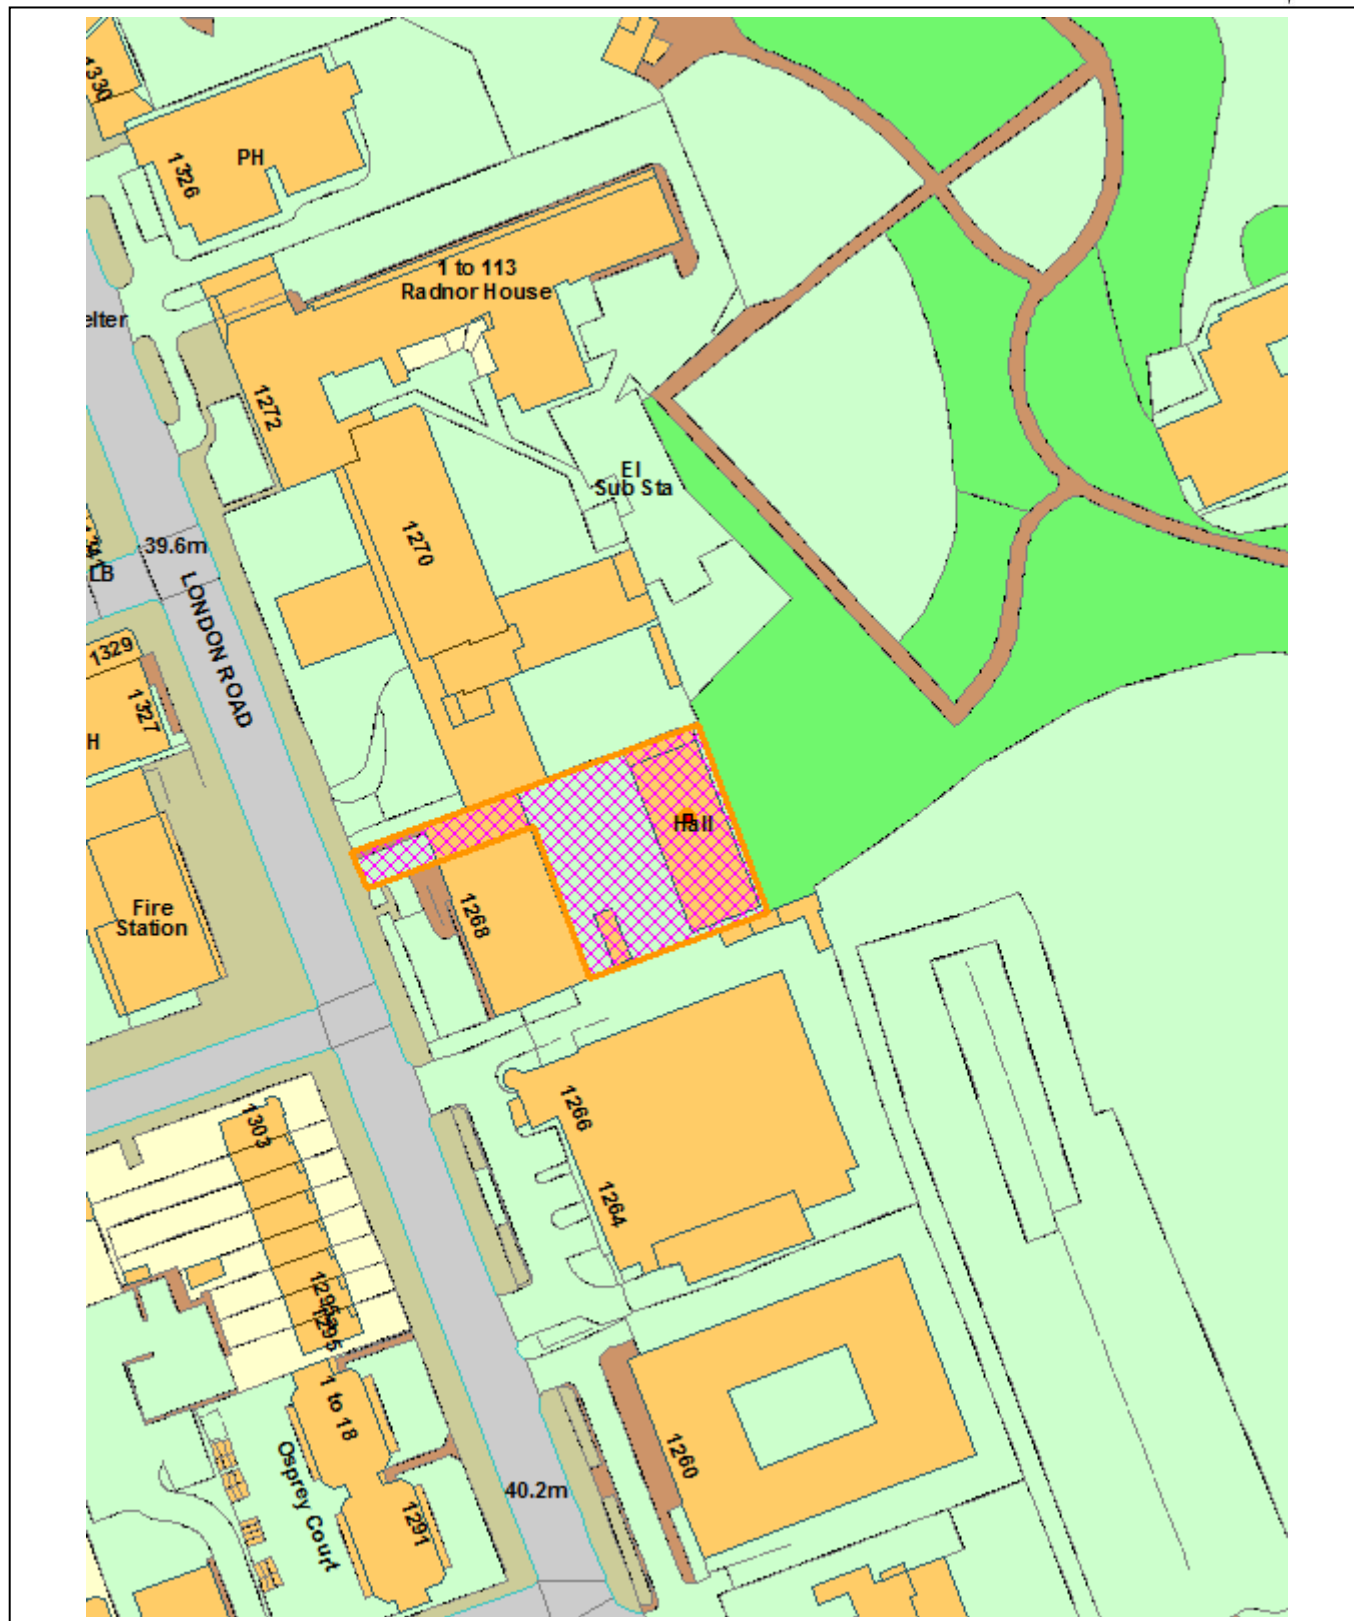 1330
PH
1326
1 to 113
Radnor House
elter
1272
El
Sub Sta
1270
39.6m
LB
LONDON ROAD
1329
1327
H
Hall
1268
Fire
Station
1266
1303
1264
1295
1 to 18
1260
Osprey Court
40.2m
1291